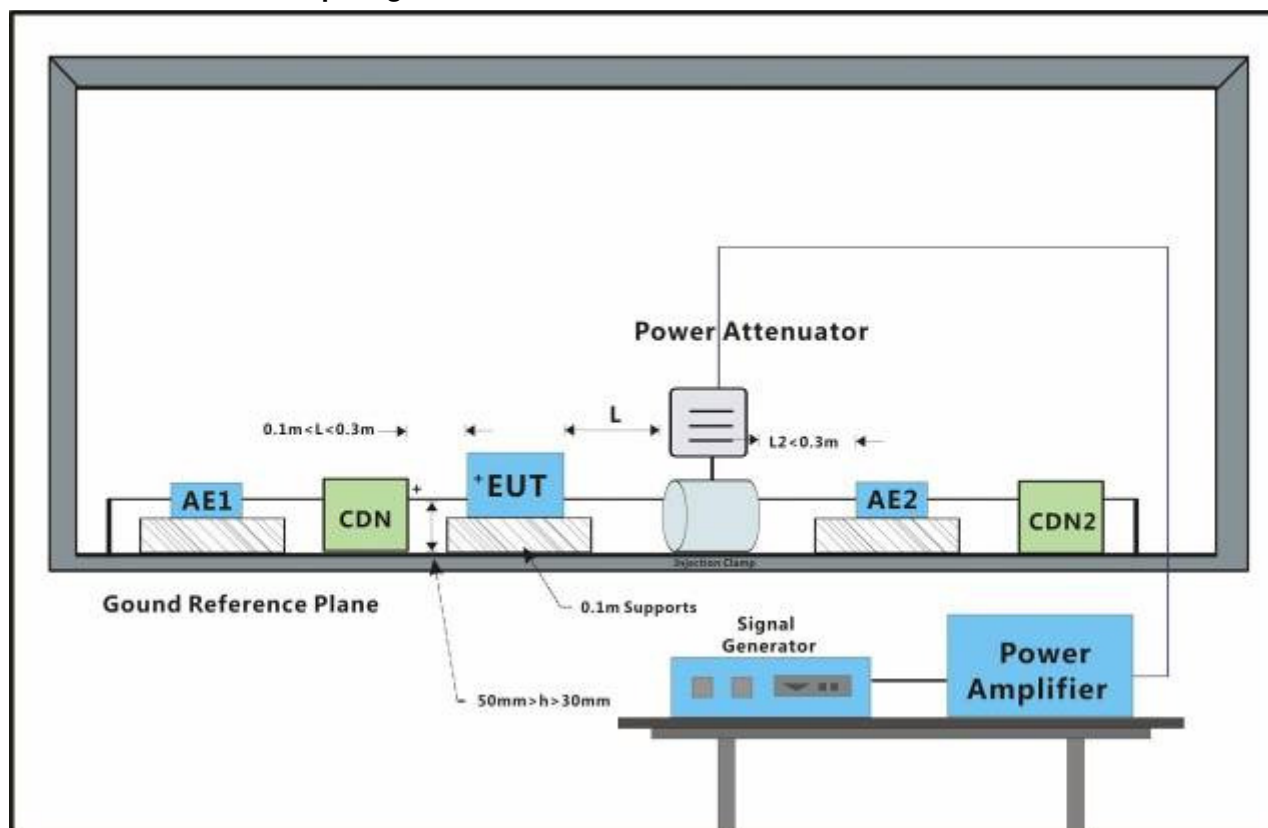 Power Attenuator
L
0.1m<L<0.3m
L2<0.3m
AE1
CDN
+
+EUT
AE2
CDN2
Injection Clamp
Gound Reference Plane
0.1m Supports
50mm>h>30mm
Signal
Generator
Power
Amplifier